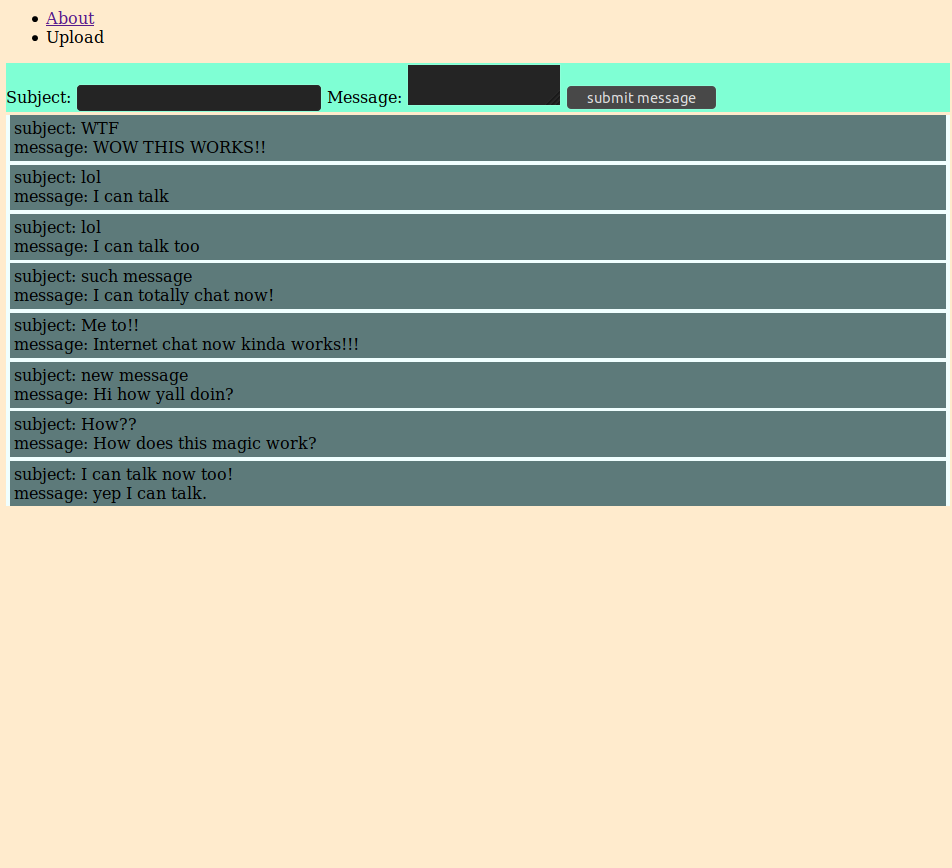 About
Upload
Subject: Message: submit message
subject: WTF
message: WOW THIS WORKS!!
subject: lol
message: I can talk
subject: lol
message: I can talk too
subject: such message
message: I can totally chat now!
subject: Me to!!
message: Internet chat now kinda works!!!
subject: new message
message: Hi how yall doin?
subject: How??
message: How does this magic work?
subject: I can talk now too!
message: yep I can talk.